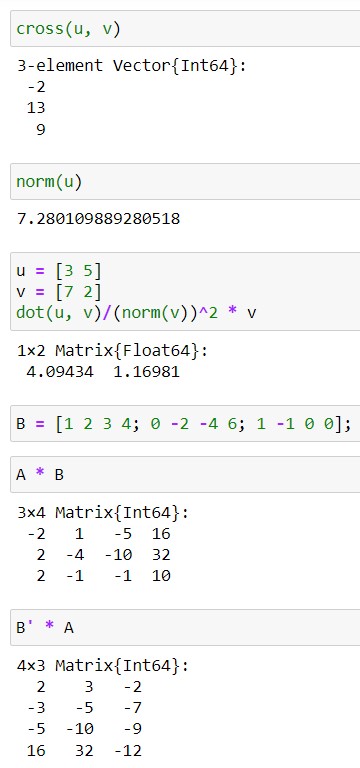 cross(u, v)
3-element Vector{Int64}:
-2
13
9
norm(u)
7.280109889280518
u = [3 5]
v = [7 2]
dot(u, v)/(norm(v))^2 * v
1×2 Matrix{Float64}:
4.09434 1.16981
B = [1 2 3 4; 0 -2 -4 6; 1 -1 0 0];
A * B
3×4 Matrix{Int64}:
-2 1 -5 16
2 -4 -10 32
2 -1 -1 10
B' * A
4×3 Matrix{Int64}:
2 3 -2
-3 -5 -7
-5 -10 -9
16 32 -12